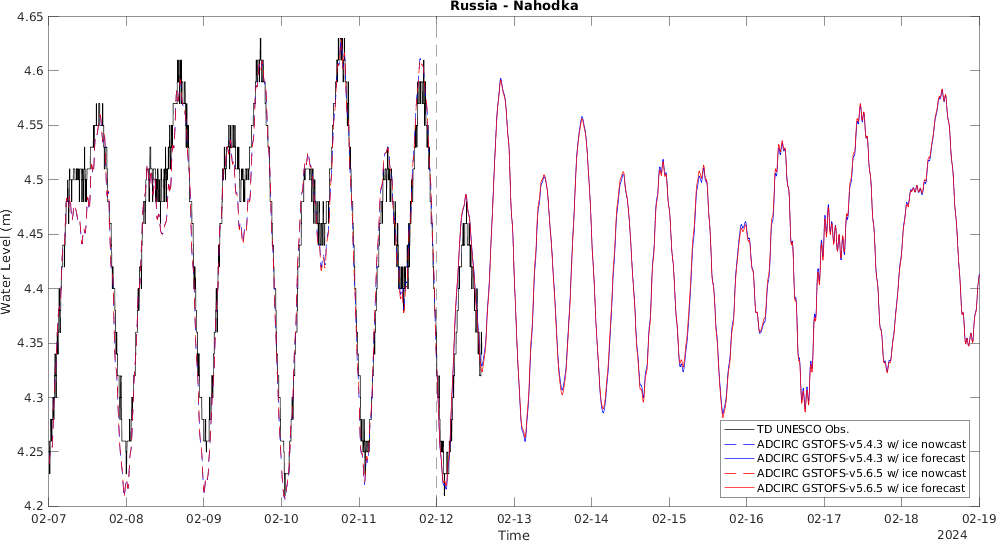 Russia - Nahodka
4.65
4.6
4.55
4.5
4.45
4.4
4.35
4.3
4.25
4.2
Water Level (m)
TD UNESCO Obs.
ADCIRC GSTOFS-v5.4.3 w/ ice nowcast
ADCIRC GSTOFS-v5.4.3 w/ ice forecast
ADCIRC GSTOFS-v5.6.5 w/ ice nowcast
ADCIRC GSTOFS-v5.6.5 w/ ice forecast
02-07 02-08 02-09 02-10 02-11 02-12 02-13 02-14 02-15 02-16 02-17 02-18 02-19
Time
2024